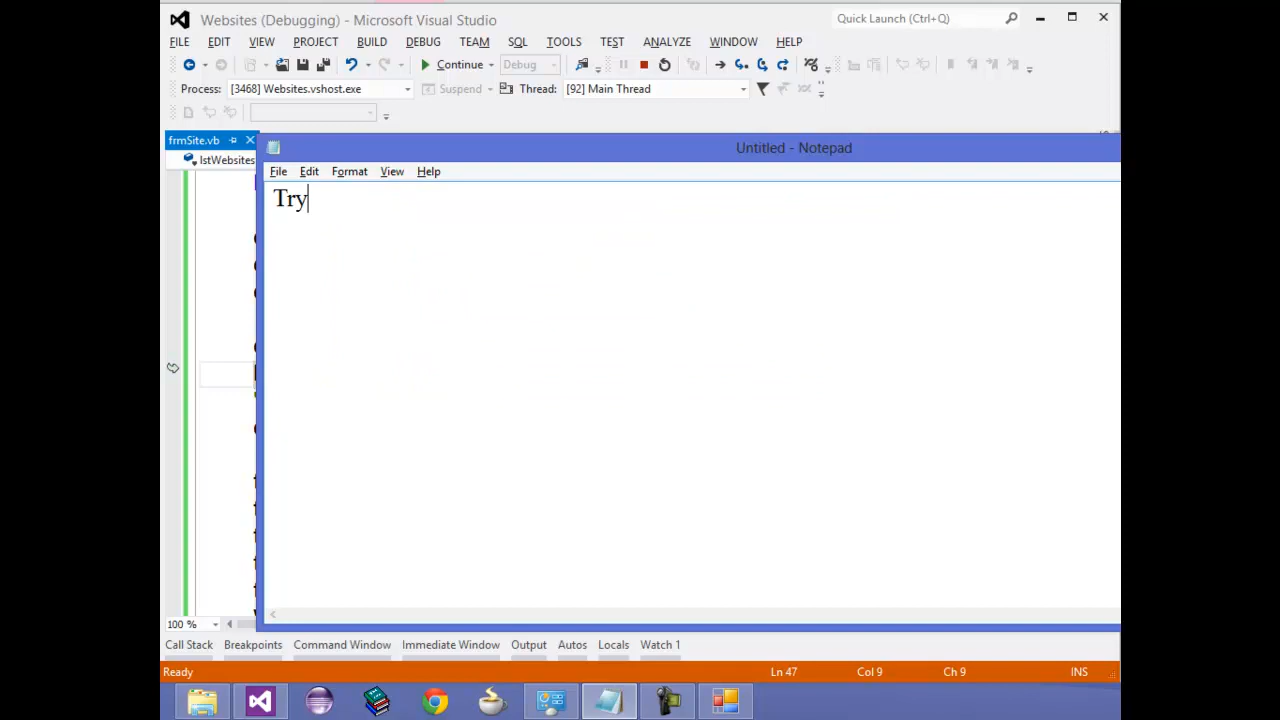 Websites (Debugging) - Microsoft Visual Studio
Quick Launch (Ctrl+Q)
FILE EDIT VIEW PROJECT BUILD DEBUG TEAM SQL TOOLS TEST ANALYZE WINDOW HELP
Continue Debug
Process: [3468] Websites.vshost.exe Suspend Thread: [92] Main Thread
frmSite.vb
Untitled - Notepad
lstWebsites
File Edit Format View Help
Try
100 %
Call Stack Breakpoints Command Window Immediate Window Output Autos Locals Watch 1
Ready Ln 47 Col 9 Ch 9 INS